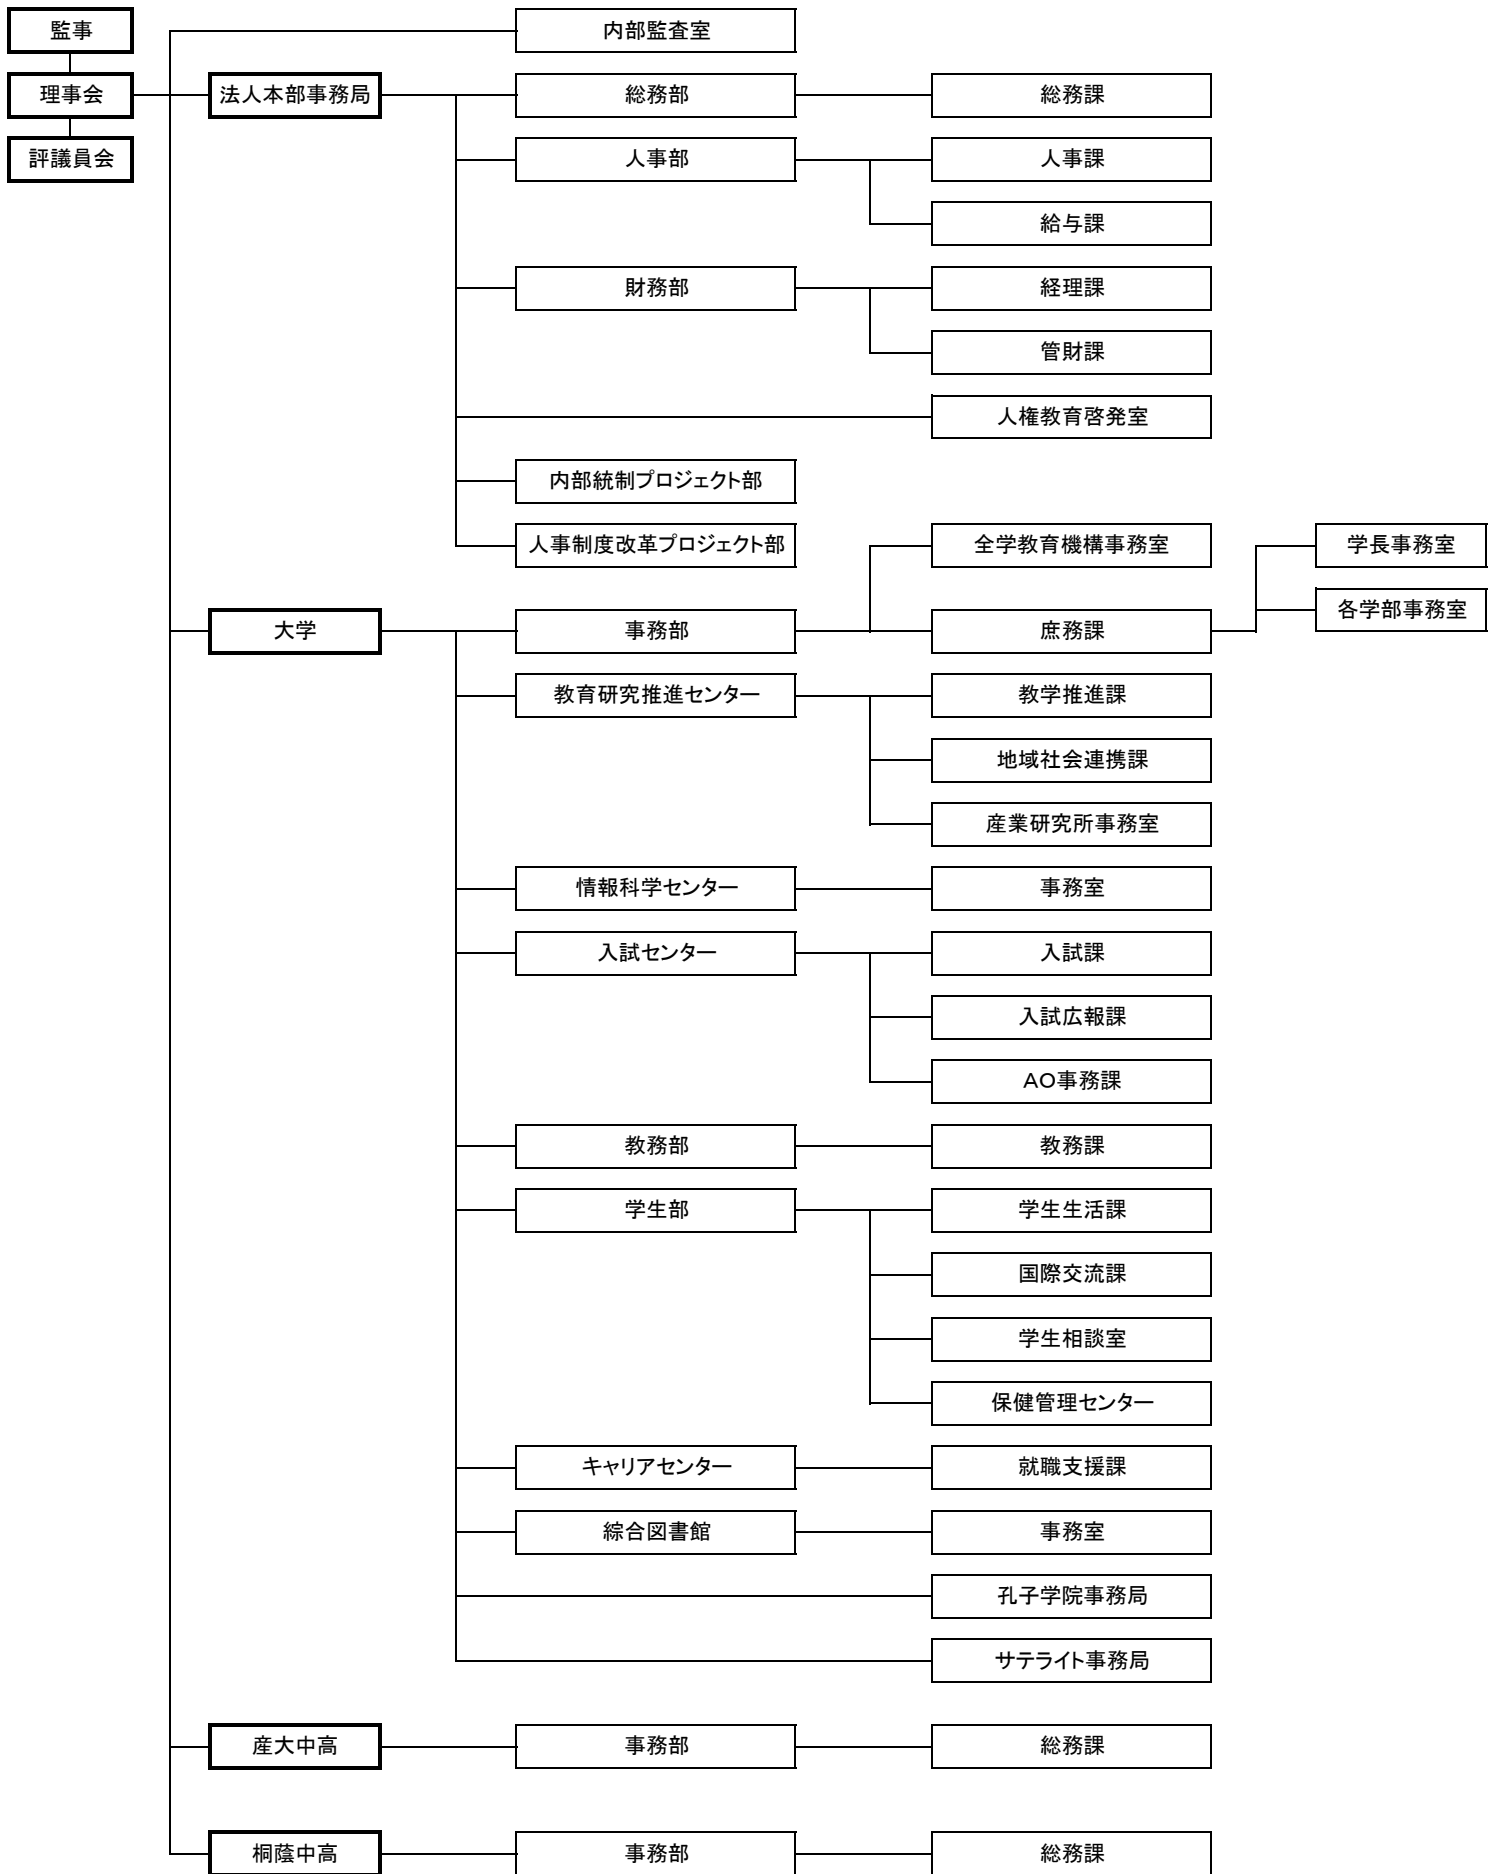 監事
内部監査室
理事会
法人本部事務局
総務部
総務課
評議員会
人事部
人事課
給与課
財務部
経理課
管財課
人権教育啓発室
内部統制プロジェクト部
人事制度改革プロジェクト部
全学教育機構事務室
学長事務室
各学部事務室
大学
事務部
庶務課
教育研究推進センター
教学推進課
地域社会連携課
産業研究所事務室
情報科学センター
事務室
入試センター
入試課
入試広報課
AO事務課
教務部
教務課
学生部
学生生活課
国際交流課
学生相談室
保健管理センター
キャリアセンター
就職支援課
綜合図書館
事務室
孔子学院事務局
サテライト事務局
産大中高
事務部
総務課
桐蔭中高
事務部
総務課